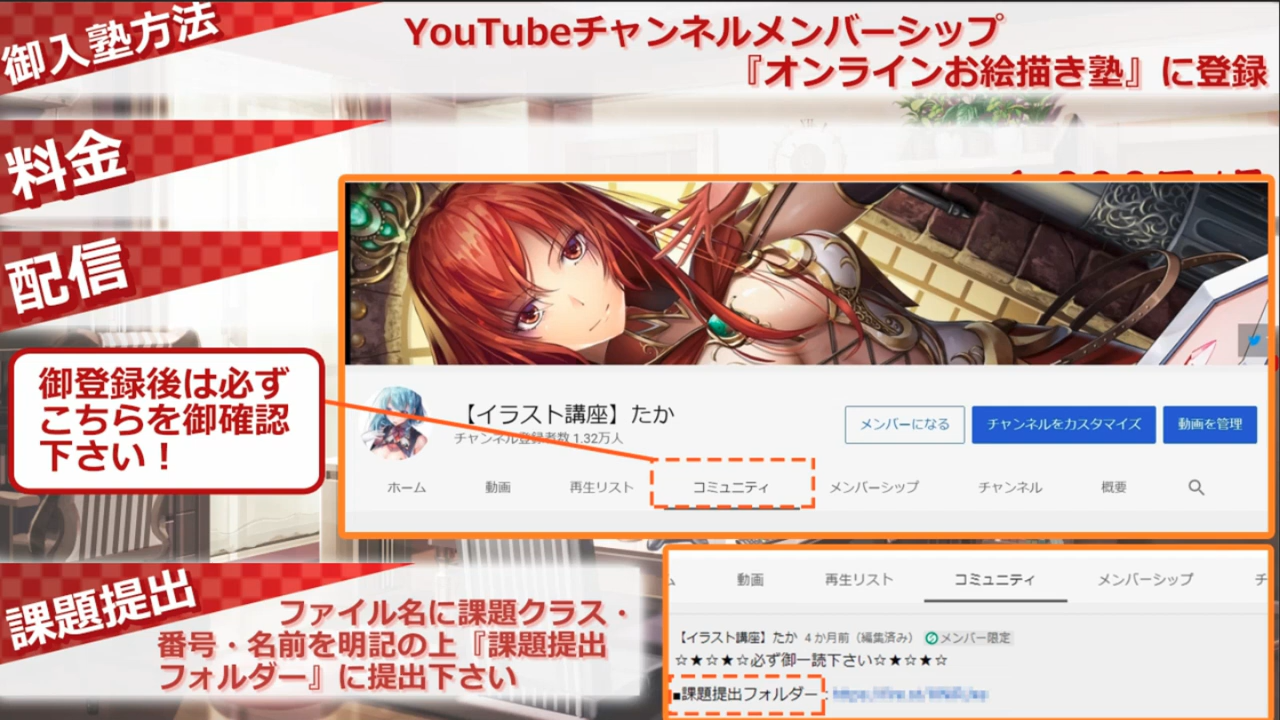 御入塾方法
YouTubeチャンネルメンバーシップ
『オンラインお絵描き塾』に登録
料金
配信
御登録後は必ず
こちらを御確認
下さい！
【イラスト講座】たか
チャンネル登録者数 1.32万人
メンバーになる
チャンネルをカスタマイズ
動画を管理
ホーム
動画
再生リスト
コミュニティ
メンバーシップ
チャンネル
概要
課題提出
ファイル名に課題クラス・
番号・名前を明記の上『課題提出
フォルダー』に提出下さい
動画
再生リスト
コミュニティ
メンバーシップ
チ
【イラスト講座】たか 4 か月前（編集済み） メンバー限定
☆★☆★☆必ず御一読下さい☆★☆★☆
■課題提出フォルダー：